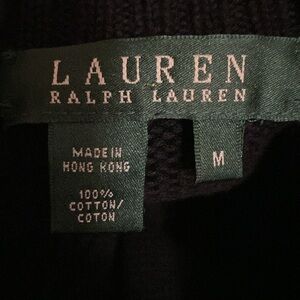 LAUREN
RALPH LAUREN
MADE IN
HONG KONG
100%
COTTON/
COTON
M